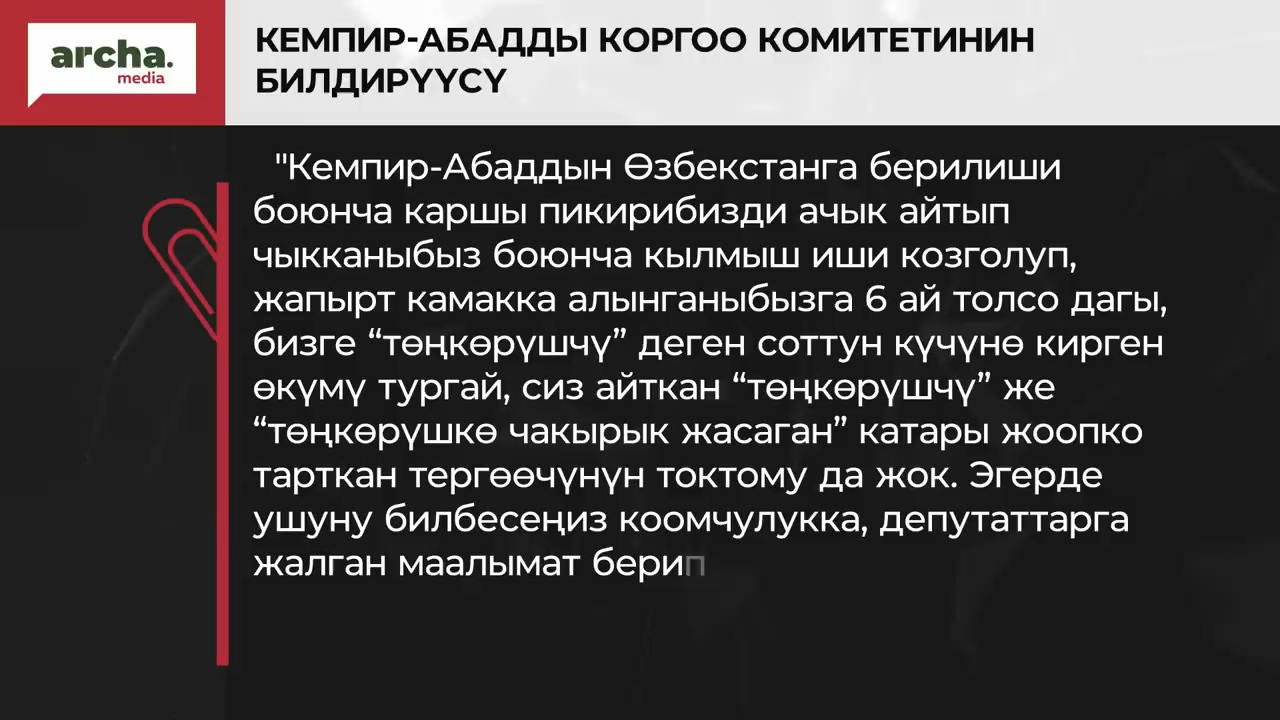 archa.
media
КЕМПИР-АБАДДЫ КОРГОО КОМИТЕТИНИН
БИЛДИРҮҮСҮ
"Кемпир-Абаддын Өзбекстанга берилиши
боюнча каршы пикирибизди ачык айтып
чыкканыбыз боюнча кылмыш иши козголуп,
жапырт камакка алынганыбызга 6 ай толсо дагы,
бизге “төңкөрүшчү” деген соттун күчүнө кирген
өкүмү тургай, сиз айткан “төңкөрүшчү” же
“төңкөрүшкө чакырык жасаган” катары жоопко
тарткан тергөөчүнүн токтому да жок. Эгерде
ушуну билбесеңиз коомчулукка, депутаттарга
жалган маалымат берип